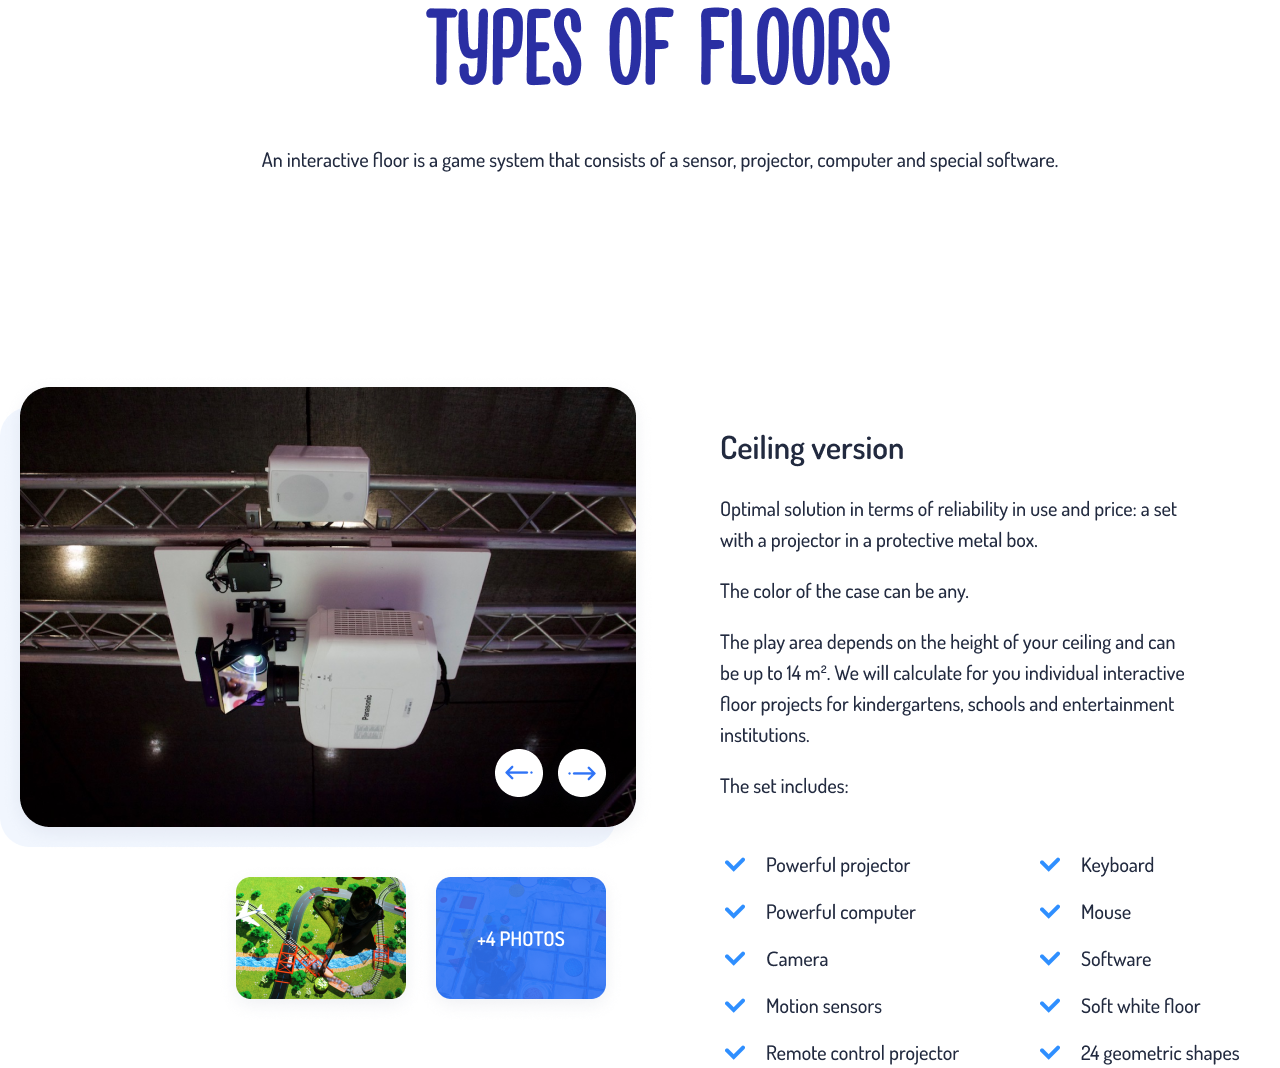 TYPES OF FLOORS
An interactive floor is a game system that consists of a sensor, projector, computer and special software.
Panasonic
Ceiling version
Optimal solution in terms of reliability in use and price: a set
with a projector in a protective metal box.
The color of the case can be any.
The play area depends on the height of your ceiling and can
be up to 14 m². We will calculate for you individual interactive
floor projects for kindergartens, schools and entertainment
institutions.
The set includes:
Powerful projector
Powerful computer
Camera
Motion sensors
Remote control projector
Keyboard
Mouse
Software
Soft white floor
24 geometric shapes
+4 PHOTOS